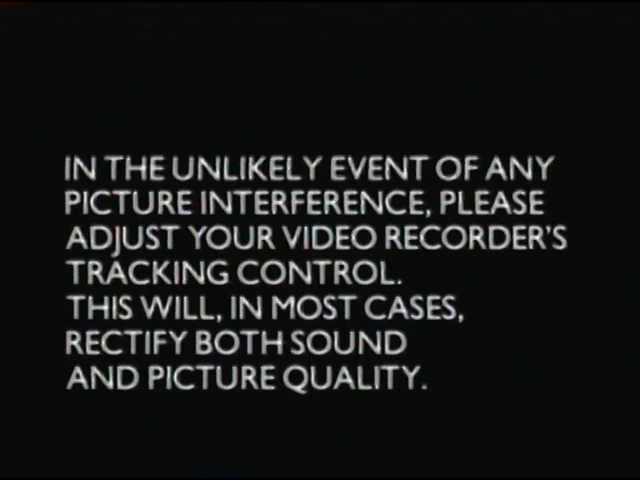 IN THE UNLIKELY EVENT OF ANY
PICTURE INTERFERENCE, PLEASE
ADJUST YOUR VIDEO RECORDER'S
TRACKING CONTROL.
THIS WILL, IN MOST CASES,
RECTIFY BOTH SOUND
AND PICTURE QUALITY.